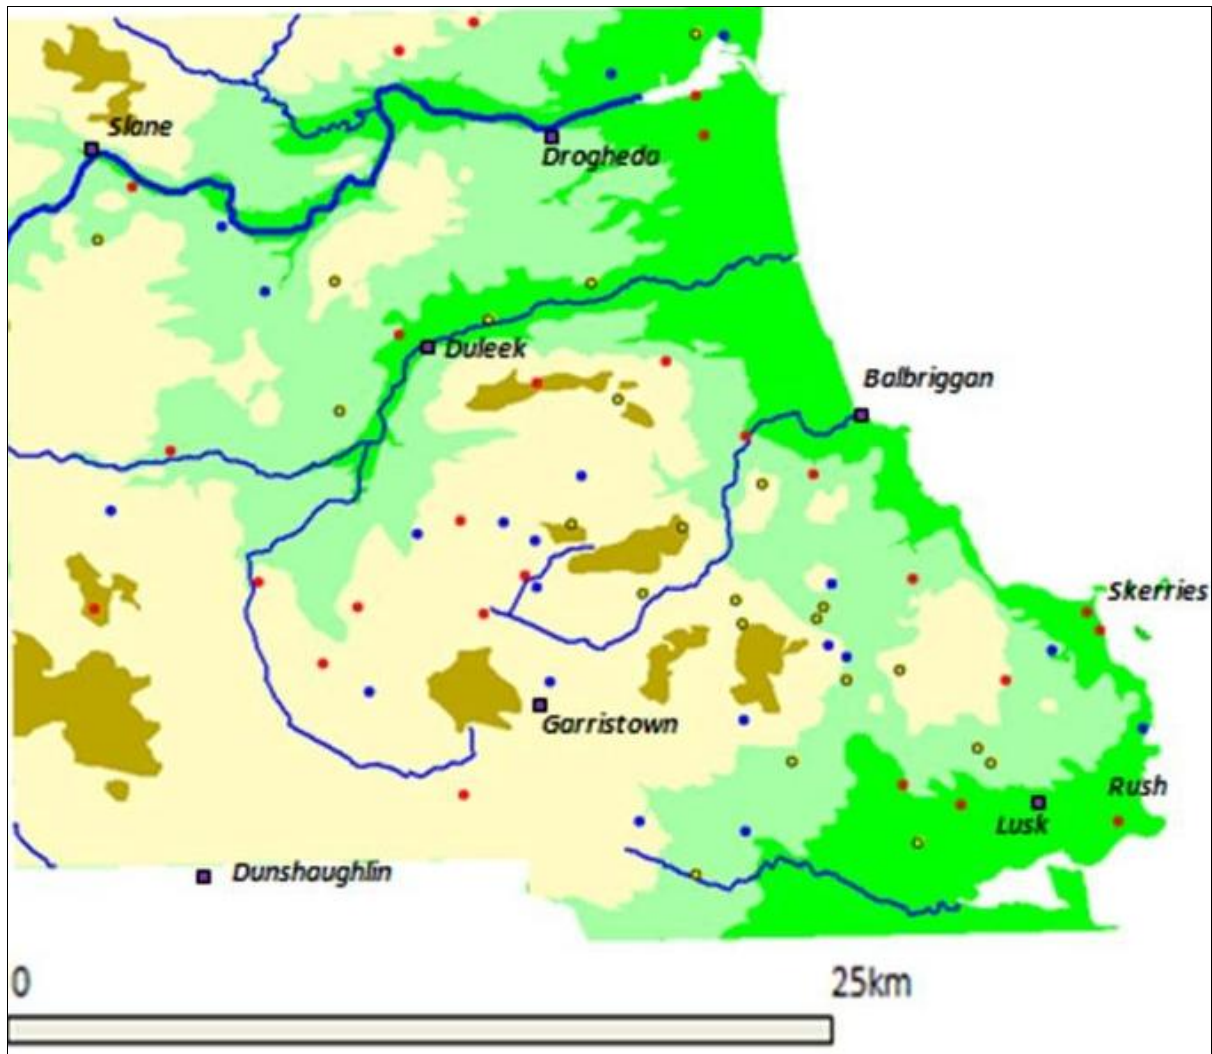 Slane
Drogheda
Duleek
Balbriggan
Skerries
Garristown
Rush
Lusk
Dunshaughlin
0
25km